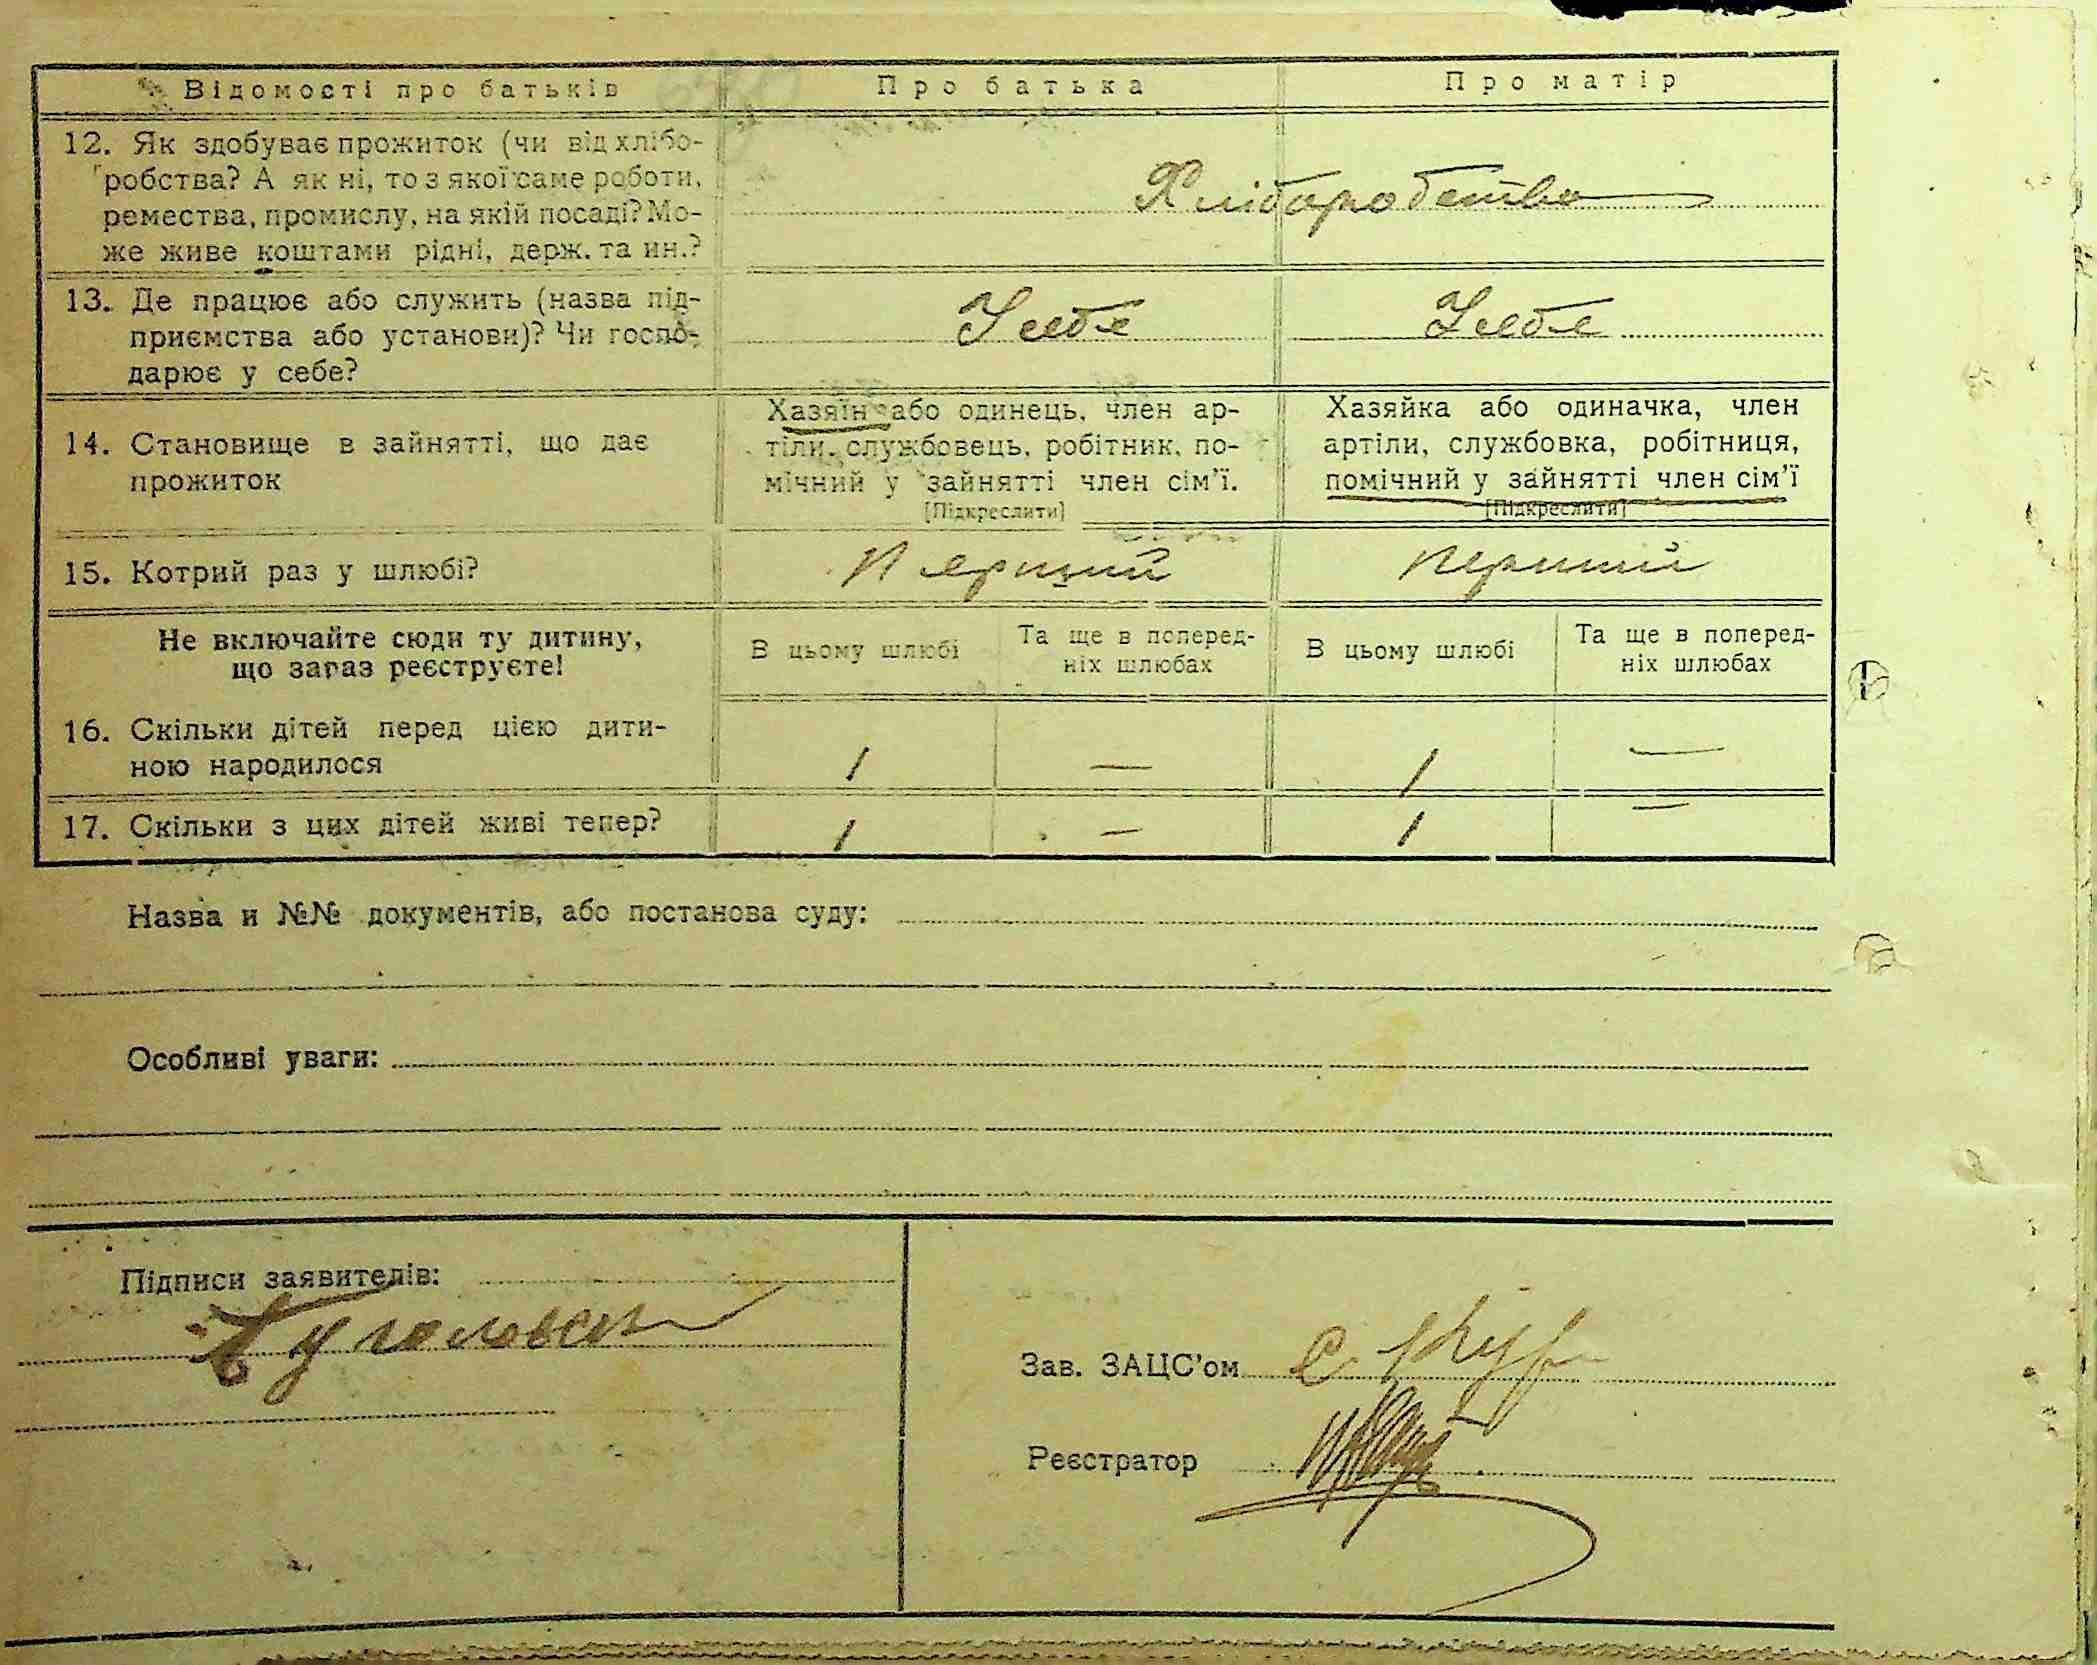 Відомості про батьків Про батька Про матір
12. Як здобуває прожиток (чи від хлібо-
робства? А як ні, то з якої саме роботи,
ремества, промислу, на якій посаді? Мо-
же живе коштами рідні, держ. та ин.?
Хліборобство
13. Де працює або служить (назва під-
приємства або установи)? Чи госпо-
дарює у себе?
У себе У себе
14. Становище в зайнятті, що дає
прожиток
Хазяїн або одинець, член ар-
тіли, службовець, робітник, по-
мічний у зайнятті член сім'ї.
[Підкреслити]
Хазяйка або одиначка, член
артіли, службовка, робітниця,
помічний у зайнятті член сім'ї
[Підкреслити]
15. Котрий раз у шлюбі? Перший Перший
Не включайте сюди ту дитину,
що зараз реєструєте!
В цьому шлюбі
Та ще в поперед-
ніх шлюбах
В цьому шлюбі
Та ще в поперед-
ніх шлюбах
16. Скільки дітей перед цією дити-
ною народилося
1 — 1 —
17. Скільки з цих дітей живі тепер? 1 — 1 —
Назва и №№ документів, або постанова суду:
Особливі уваги:
Підписи заявителів:
Зав. ЗАЦС'ом
Реєстратор